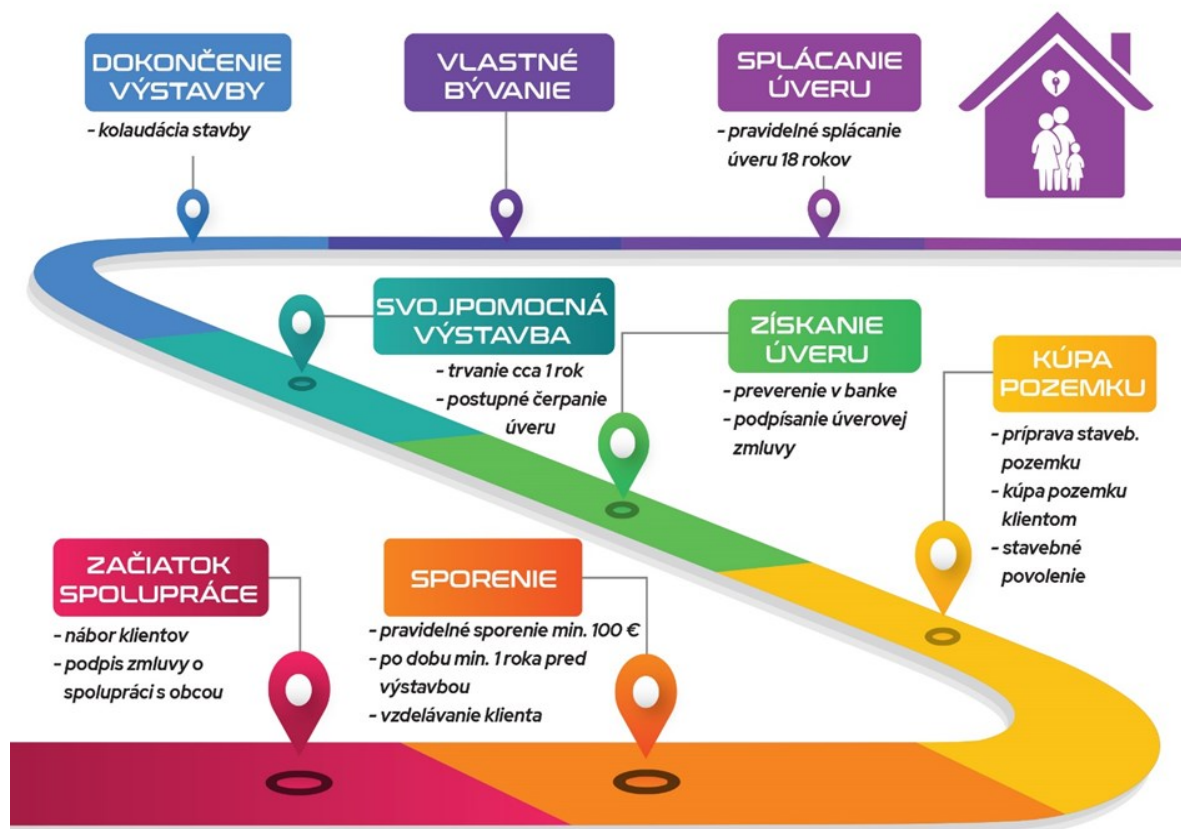 DOKONČENIE
VÝSTAVBY
- kolaudácia stavby
VLASTNÉ
BÝVANIE
SPLÁCANIE
ÚVERU
- pravidelné splácanie
úveru 18 rokov
SVOJPOMOCNÁ
VÝSTAVBA
- trvanie cca 1 rok
- postupné čerpanie
úveru
ZÍSKANIE
ÚVERU
- preverenie v banke
- podpísanie úverovej
zmluvy
KÚPA
POZEMKU
- príprava staveb.
pozemku
- kúpa pozemku
klientom
- stavebné
povolenie
ZAČIATOK
SPOLUPRÁCE
- nábor klientov
- podpis zmluvy o
spolupráci s obcou
SPORENIE
- pravidelné sporenie min. 100 €
- po dobu min. 1 roka pred
výstavbou
- vzdelávanie klienta